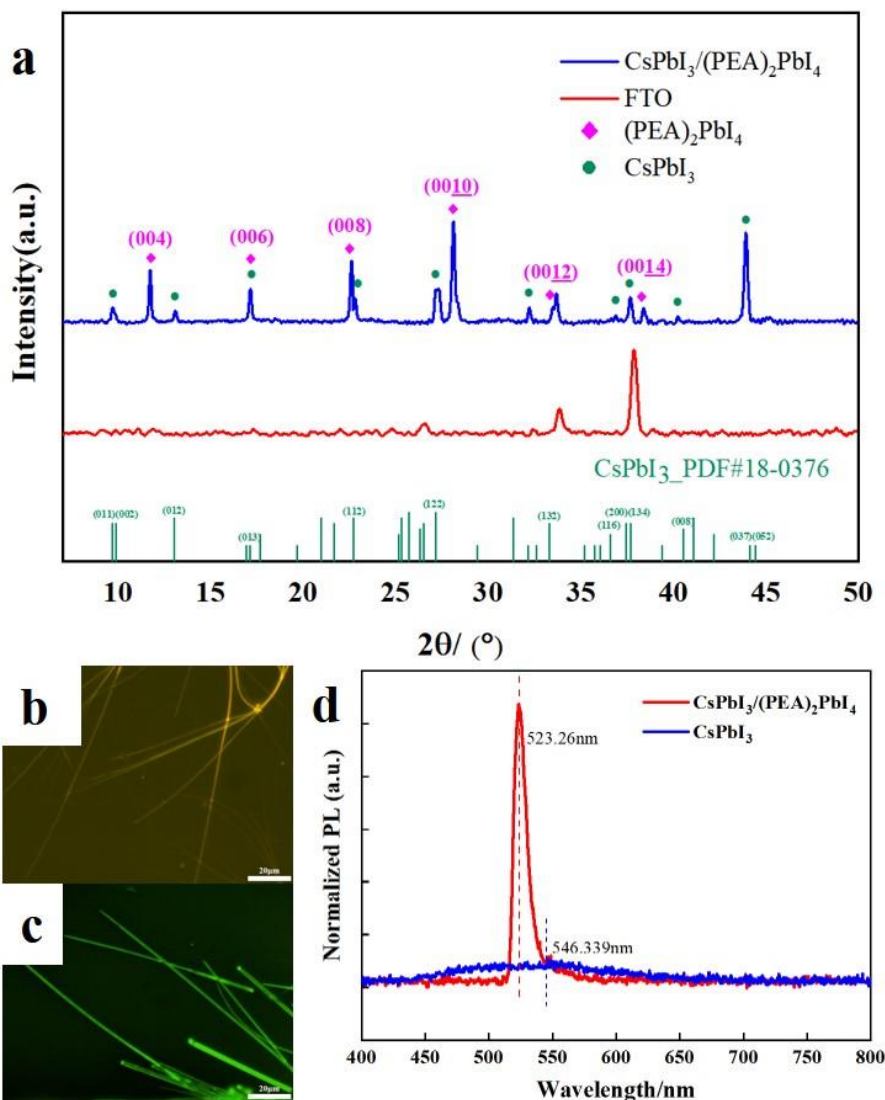 a
CsPbI₃/(PEA)₂PbI₄
FTO
(PEA)₂PbI₄
CsPbI₃
(0010)
(004)
(006)
(008)
(0012)
(0014)
Intensity(a.u.)
CsPbI₃_PDF#18-0376
(011)(002)
(012)
(013)
(112)
(122)
(132)
(116)
(200)(134)
(008)
(037)(052)
10 15 20 25 30 35 40 45 50
2θ/ (°)
b
20μm
c
20μm
d
CsPbI₃/(PEA)₂PbI₄
CsPbI₃
523.26nm
546.339nm
Normalized PL (a.u.)
400 450 500 550 600 650 700 750 800
Wavelength/nm